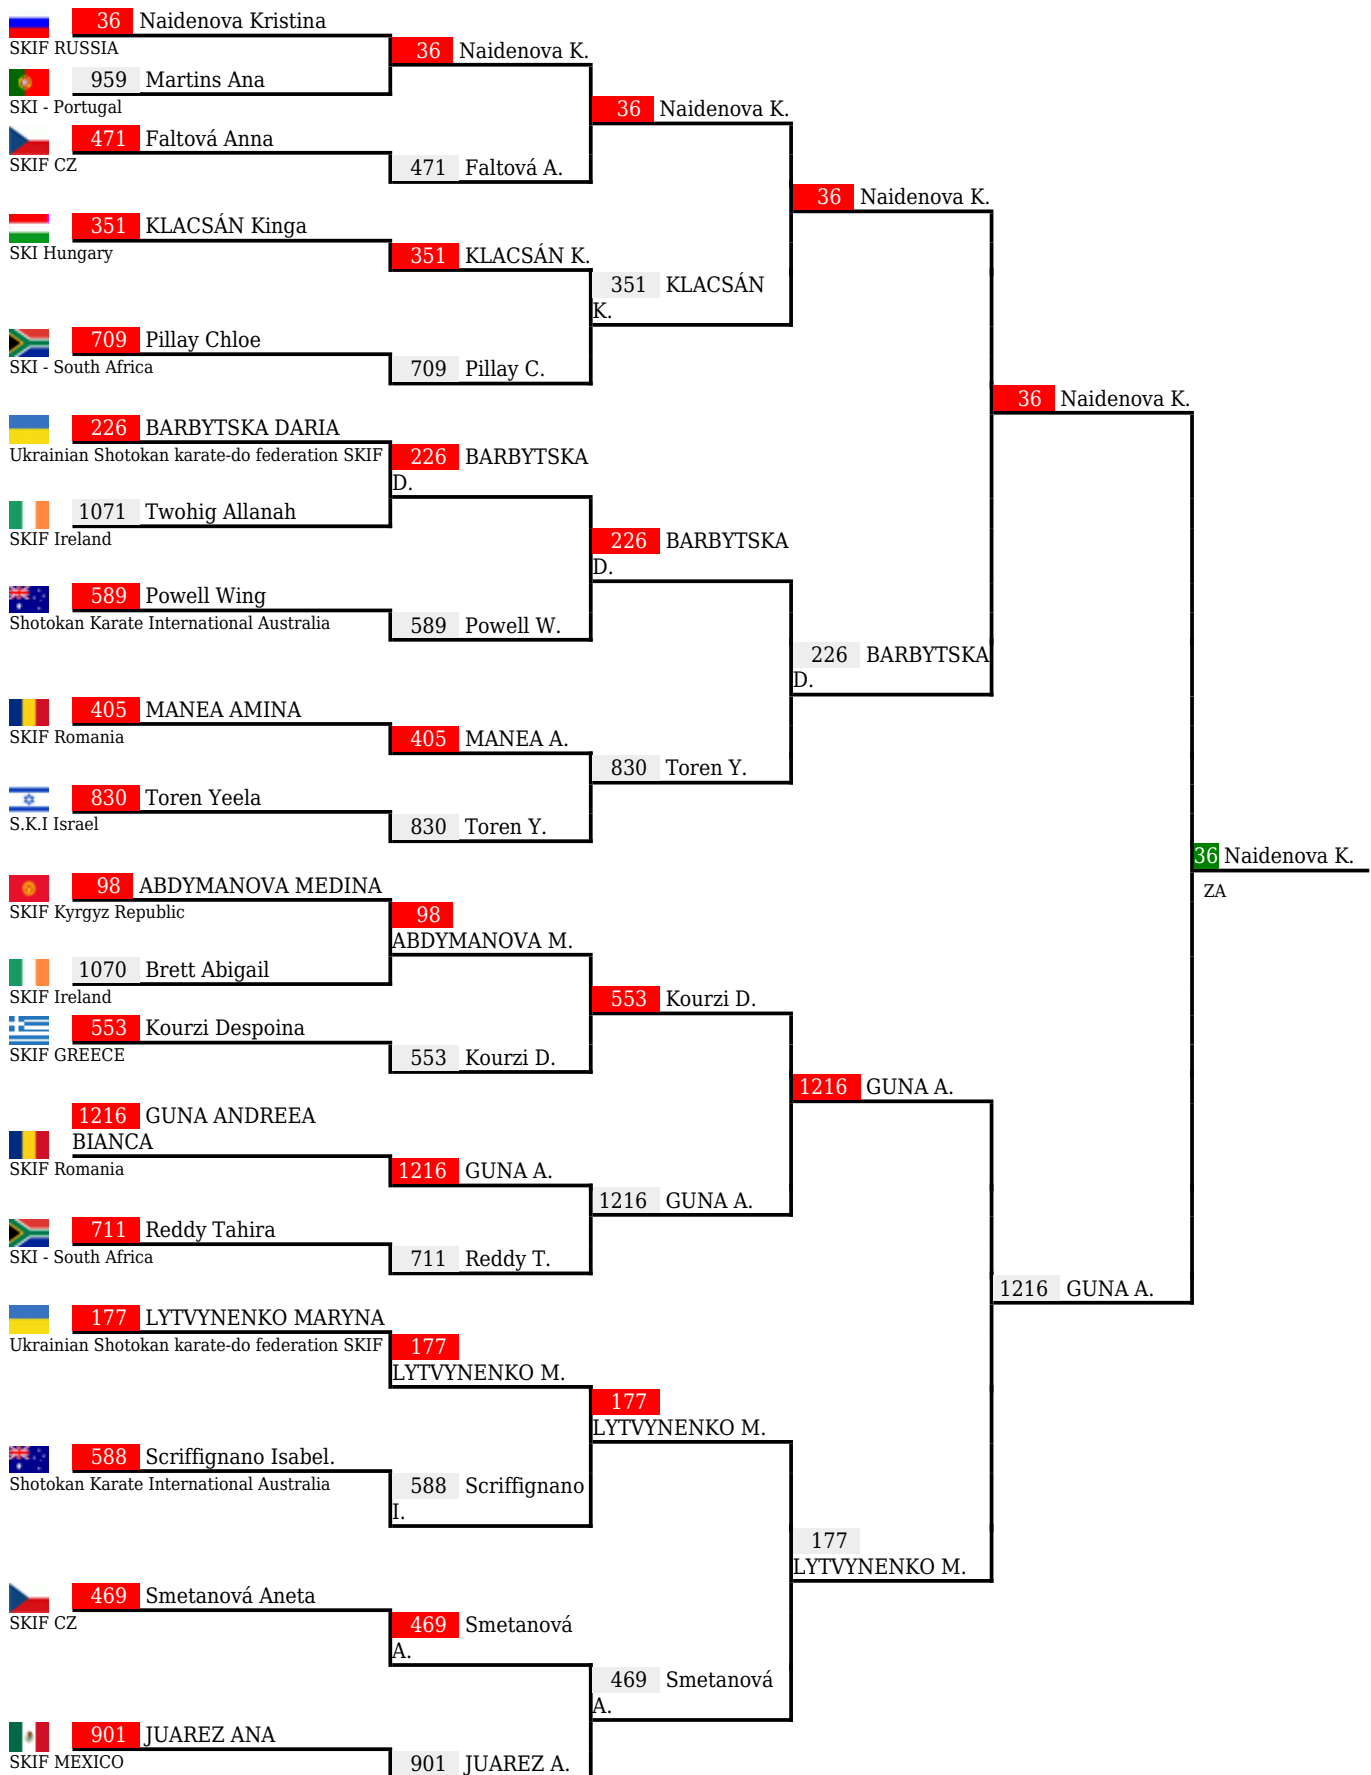 36 Naidenova Kristina
SKIF RUSSIA
36 Naidenova K.
959 Martins Ana
SKI - Portugal
36 Naidenova K.
471 Faltová Anna
SKIF CZ
471 Faltová A.
36 Naidenova K.
351 KLACSÁN Kinga
SKI Hungary
351 KLACSÁN K.
351 KLACSÁN
K.
709 Pillay Chloe
SKI - South Africa
709 Pillay C.
36 Naidenova K.
226 BARBYTSKA DARIA
Ukrainian Shotokan karate-do federation SKIF
226 BARBYTSKA
D.
1071 Twohig Allanah
SKIF Ireland
226 BARBYTSKA
D.
589 Powell Wing
Shotokan Karate International Australia
589 Powell W.
226 BARBYTSKA
D.
405 MANEA AMINA
SKIF Romania
405 MANEA A.
830 Toren Y.
830 Toren Yeela
S.K.I Israel
830 Toren Y.
36 Naidenova K.
ZA
98 ABDYMANOVA MEDINA
SKIF Kyrgyz Republic
98
ABDYMANOVA M.
1070 Brett Abigail
SKIF Ireland
553 Kourzi D.
553 Kourzi Despoina
SKIF GREECE
553 Kourzi D.
1216 GUNA A.
1216 GUNA ANDREEA
BIANCA
SKIF Romania
1216 GUNA A.
1216 GUNA A.
711 Reddy Tahira
SKI - South Africa
711 Reddy T.
1216 GUNA A.
177 LYTVYNENKO MARYNA
Ukrainian Shotokan karate-do federation SKIF
177
LYTVYNENKO M.
177
LYTVYNENKO M.
588 Scriffignano Isabel.
Shotokan Karate International Australia
588 Scriffignano
I.
177
LYTVYNENKO M.
469 Smetanová Aneta
SKIF CZ
469 Smetanová
A.
469 Smetanová
A.
901 JUAREZ ANA
SKIF MEXICO
901 JUAREZ A.